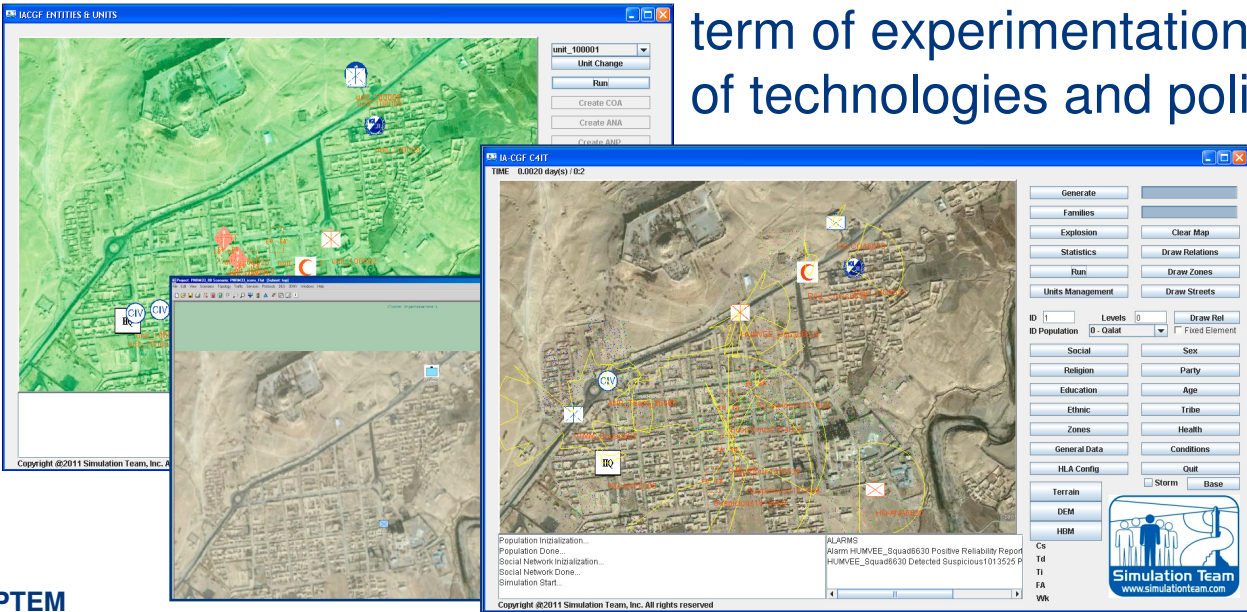 term of experimentation
of technologies and poli
IACGF ENTITIES & UNITS
unit_100001
Unit Change
Run
Create COA
Create ANA
Create ANP
CIV CIV
HQ
Copyright @2011 Simulation Team, Inc. A
IA-CGF C4IT
TIME 0.0020 day(s) / 0:2
Generate
Families
Explosion Clear Map
Statistics Draw Relations
Run Draw Zones
Units Management Draw Streets
ID 1 Levels 0 Draw Rel
ID Population 0 - Qalat Fixed Element
Social Sex
Religion Party
Education Age
Ethnic Tribe
Zones Health
General Data Conditions
HLA Config Quit
Storm Base
Terrain
DEM
HBM
Cs
Td
Ti
FA
Wk
CIV
HQ
Population Inizialization...
Population Done...
Social Network Inizialization...
Social Network Done...
Simulation Start...
ALARMS
Alarm HUMVEE_Squad6630 Positive Reliability Report
HUMVEE_Squad6630 Detected Suspicious1013525 P
Simulation Team
www.simulationteam.com
Copyright @2011 Simulation Team, Inc. All rights reserved
PTEM